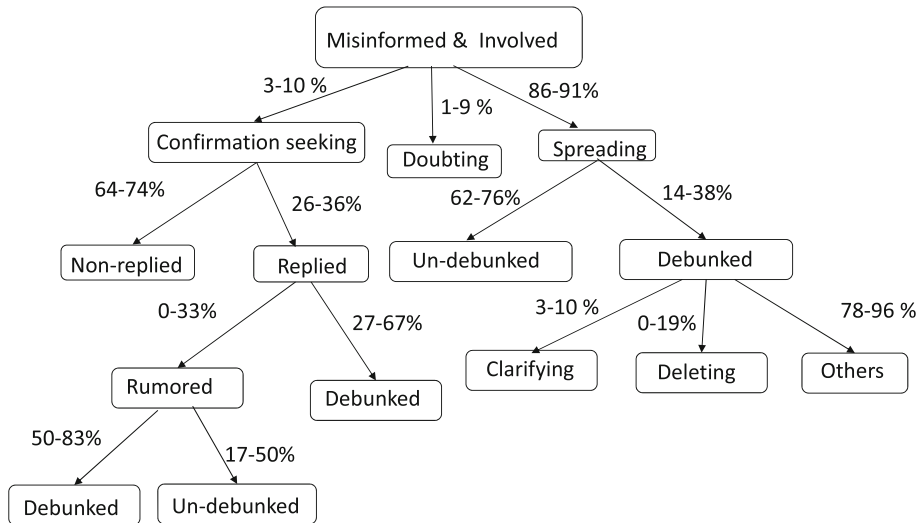 Misinformed & Involved
3-10 %
1-9 %
86-91%
Confirmation seeking
Doubting
Spreading
64-74%
26-36%
62-76%
14-38%
Non-replied
Replied
Un-debunked
Debunked
0-33%
27-67%
3-10 %
0-19%
78-96 %
Rumored
Debunked
Clarifying
Deleting
Others
50-83%
17-50%
Debunked
Un-debunked